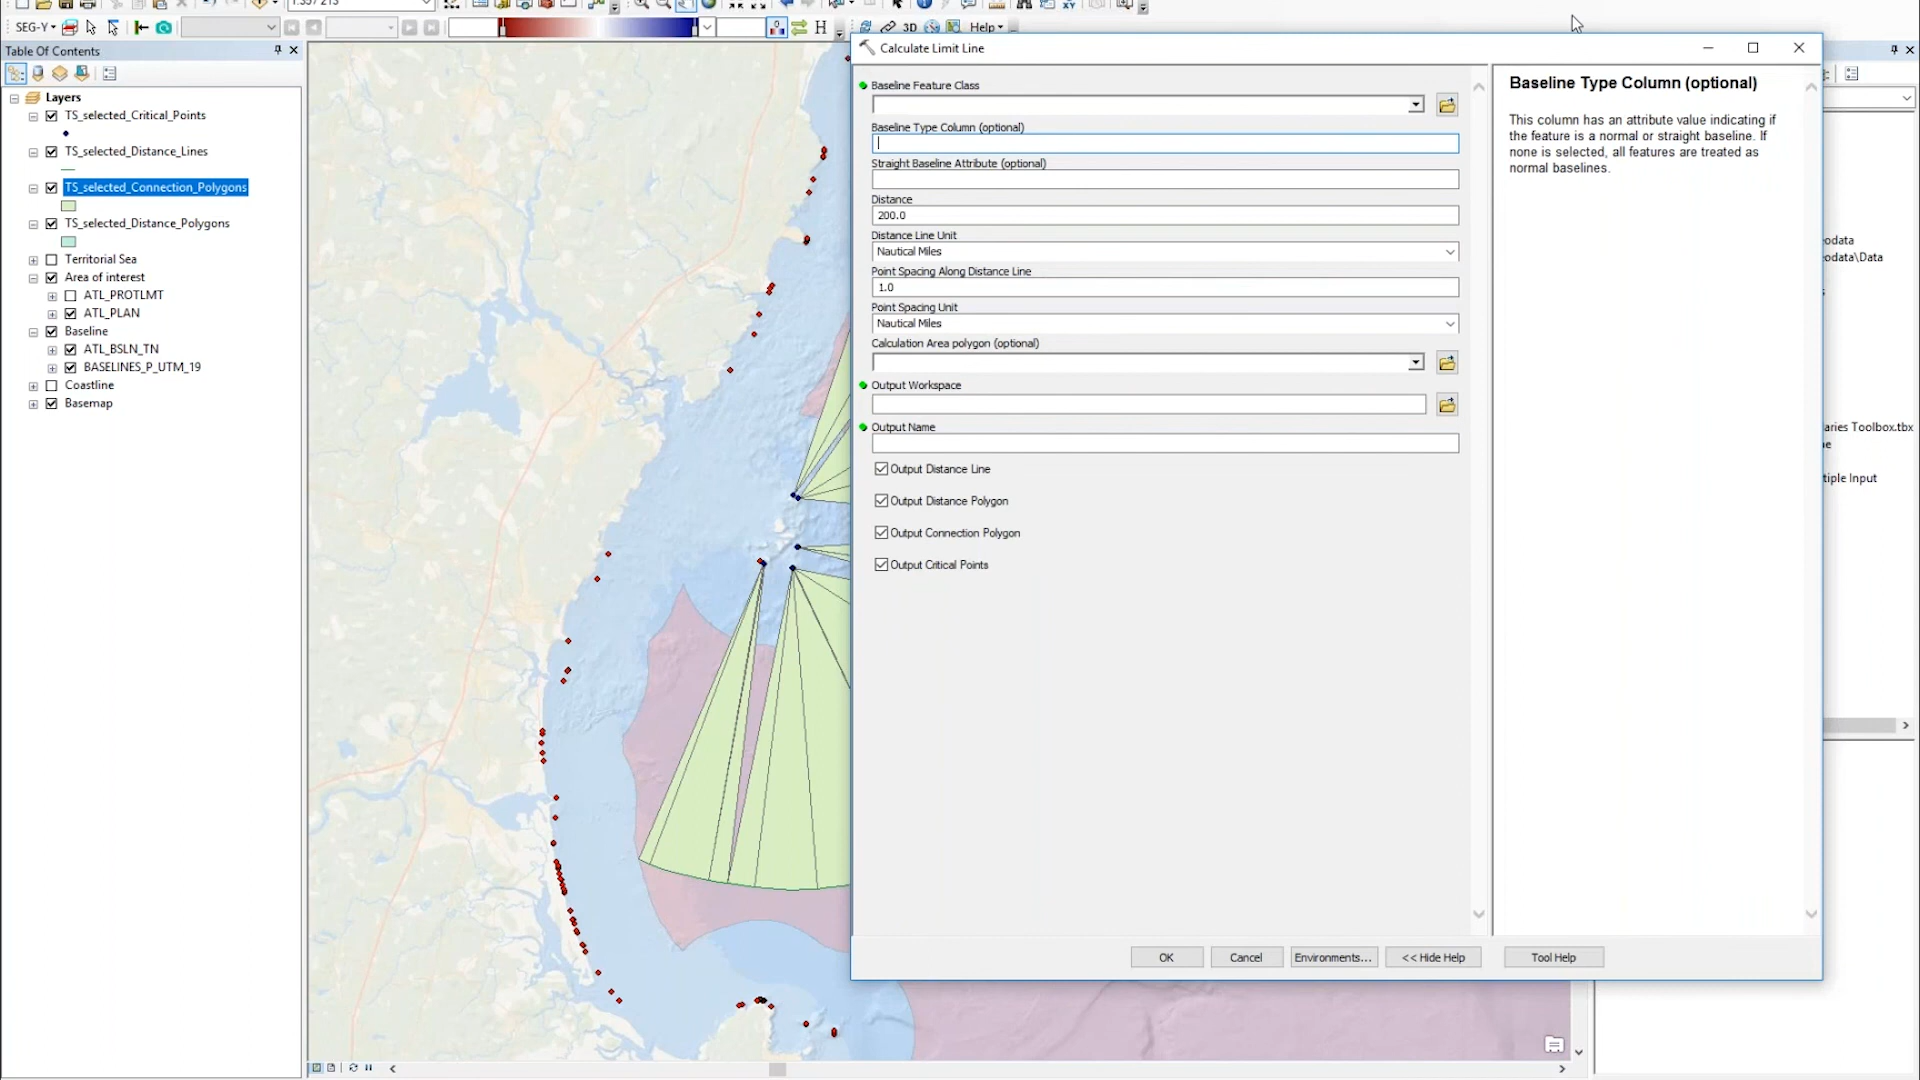 1:557 213
SEG-Y
H
3D
Help
Table Of Contents
Layers
TS_selected_Critical_Points
TS_selected_Distance_Lines
TS_selected_Connection_Polygons
TS_selected_Distance_Polygons
Territorial Sea
Area of interest
ATL_PROTLMT
ATL_PLAN
Baseline
ATL_BSLN_TN
BASELINES_P_UTM_19
Coastline
Basemap
Calculate Limit Line
Baseline Feature Class
Baseline Type Column (optional)
Straight Baseline Attribute (optional)
Distance
200.0
Distance Line Unit
Nautical Miles
Point Spacing Along Distance Line
1.0
Point Spacing Unit
Nautical Miles
Calculation Area polygon (optional)
Output Workspace
Output Name
Output Distance Line
Output Distance Polygon
Output Connection Polygon
Output Critical Points
OK
Cancel
Environments...
<< Hide Help
Tool Help
Baseline Type Column (optional)
This column has an attribute value indicating if
the feature is a normal or straight baseline. If
none is selected, all features are treated as
normal baselines.
eodata
eodata\Data
aries Toolbox.tbx
ne
tiple Input